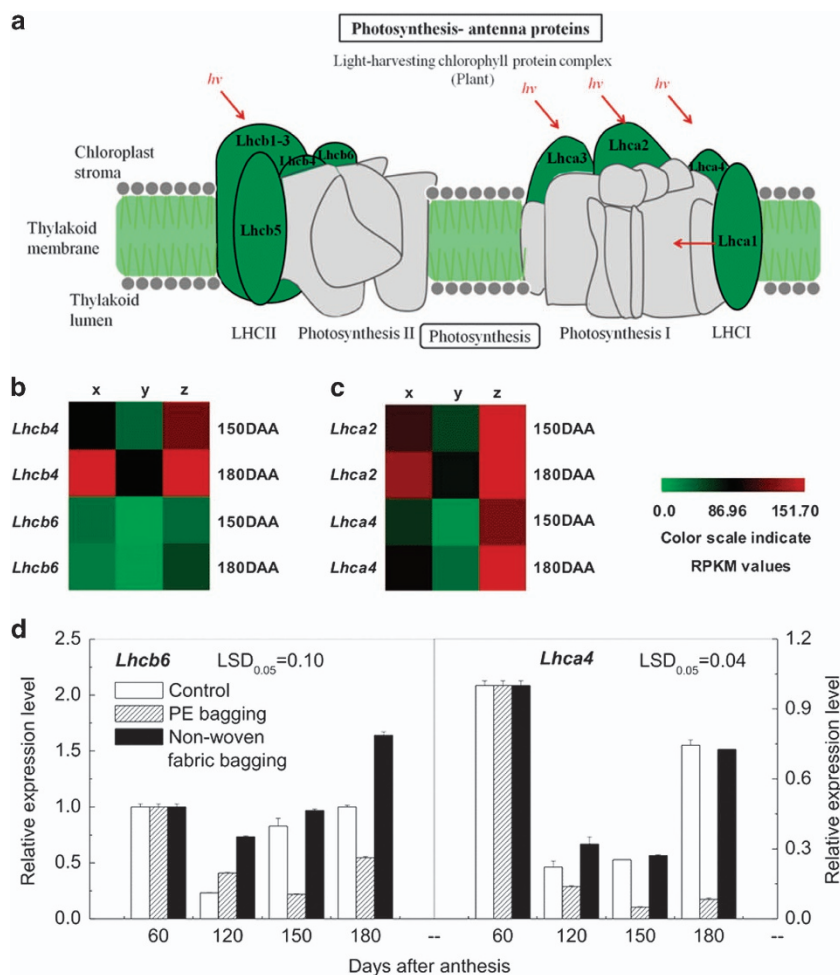 a
Photosynthesis- antenna proteins
Light-harvesting chlorophyll protein complex
(Plant)
hv
hv
hv
hv
Chloroplast
stroma
Thylakoid
membrane
Thylakoid
lumen
Lhcb1-3
Lhcb4
Lhcb6
Lhcb5
Lhca3
Lhca2
Lhca4
Lhca1
LHCII
Photosynthesis II
Photosynthesis
Photosynthesis I
LHCI
b
x y z
Lhcb4 150DAA
Lhcb4 180DAA
Lhcb6 150DAA
Lhcb6 180DAA
c
x y z
Lhca2 150DAA
Lhca2 180DAA
Lhca4 150DAA
Lhca4 180DAA
0.0 86.96 151.70
Color scale indicate
RPKM values
d
Relative expression level
2.5
2.0
1.5
1.0
0.5
0.0
Lhcb6 LSD0.05=0.10
Control
PE bagging
Non-woven
fabric bagging
Lhca4 LSD0.05=0.04
1.2
0.9
0.6
0.3
0.0
Relative expression level
60 120 150 180 -- 60 120 150 180 --
Days after anthesis